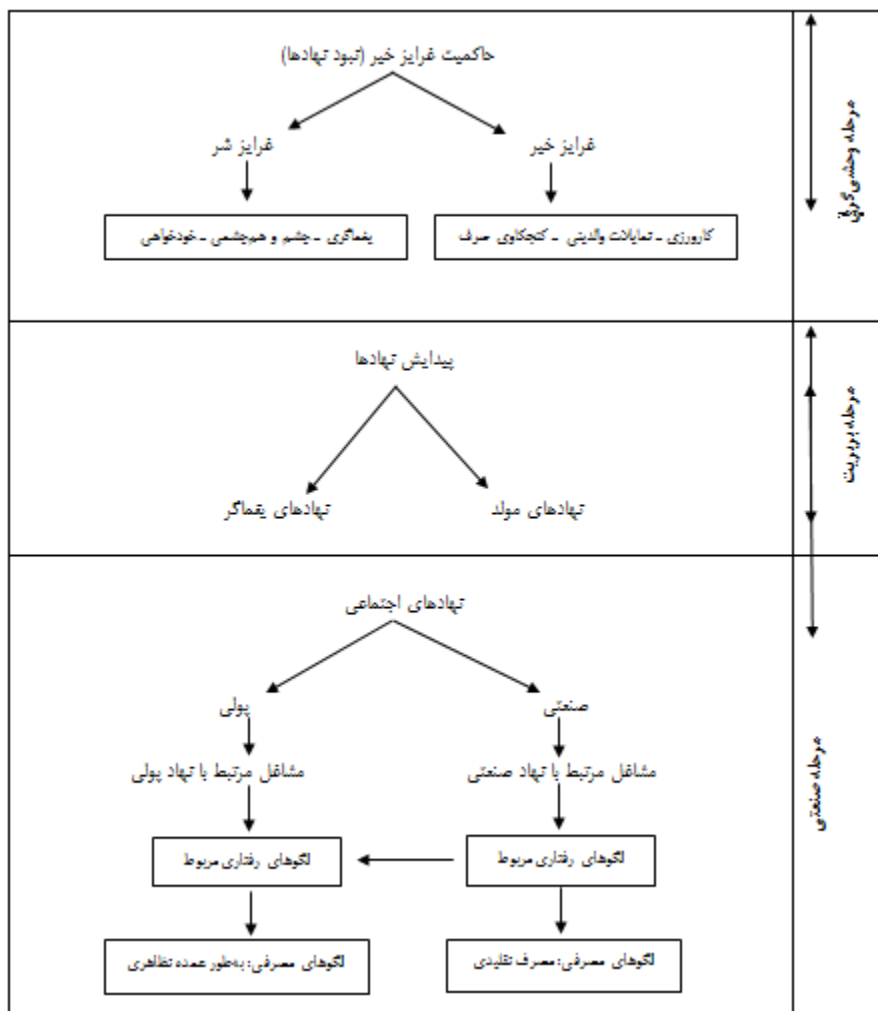 حاکمیت غرایز خیر (نبود نهادها)
غرایز خیر
غرایز شر
کارورزی ـ تمایلات والدینی ـ کنجکاوی صرف
یغماگری ـ چشم و هم‌چشمی ـ خودخواهی
مرحله وحشی‌گری
پیدایش نهادها
نهادهای مولد
نهادهای یغماگر
مرحله بربریت
نهادهای اجتماعی
صنعتی
پولی
مشاغل مرتبط با نهاد صنعتی
مشاغل مرتبط با نهاد پولی
الگوهای رفتاری مربوط
الگوهای رفتاری مربوط
الگوهای مصرفی: مصرف تقلیدی
الگوهای مصرفی: به‌طور عمده تظاهری
مرحله صنعتی